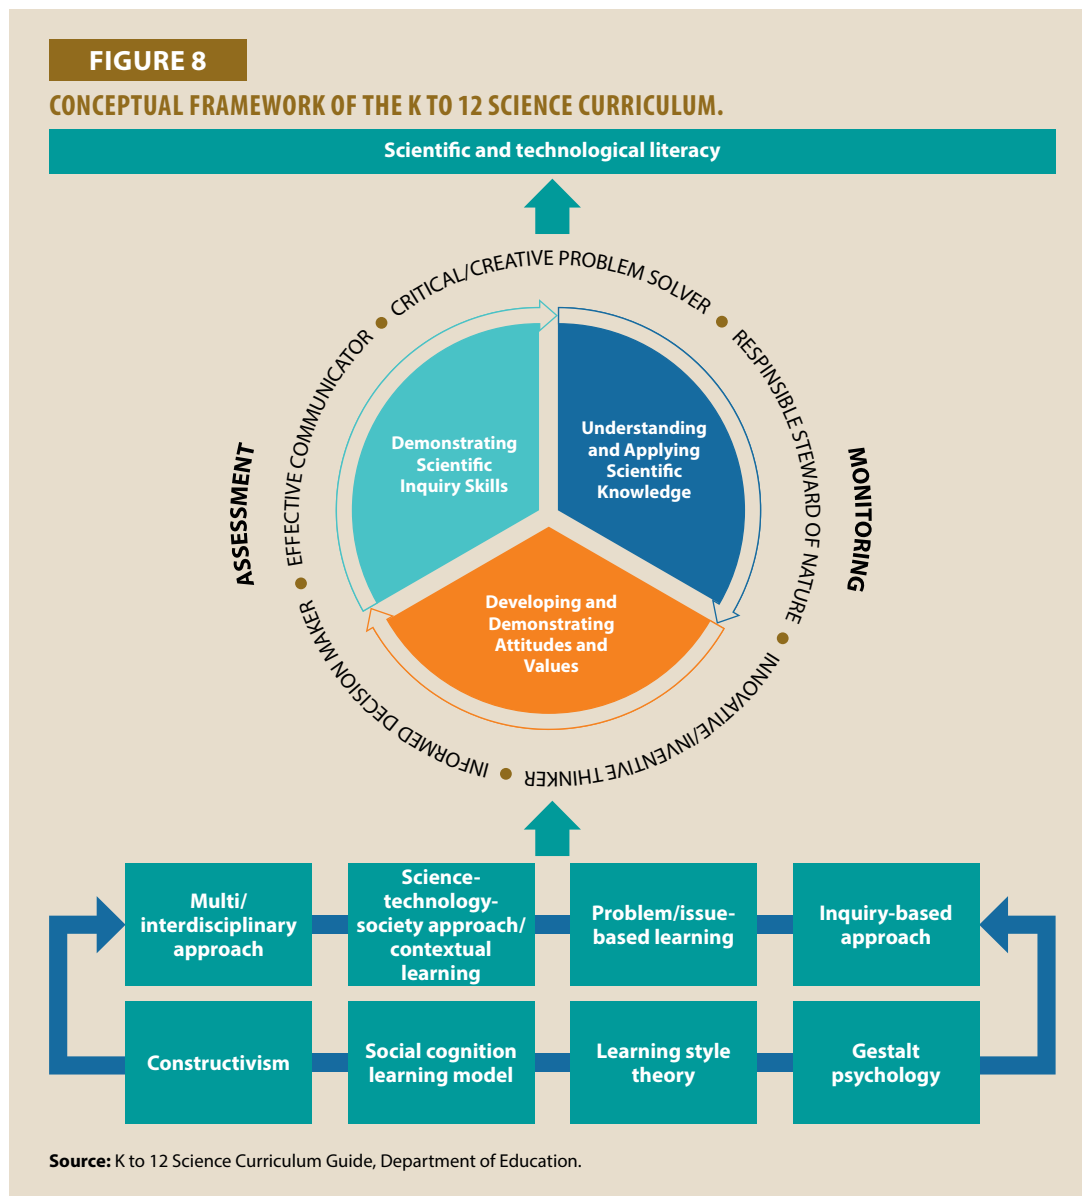 FIGURE 8
CONCEPTUAL FRAMEWORK OF THE K TO 12 SCIENCE CURRICULUM.
Scientific and technological literacy
CRITICAL/CREATIVE PROBLEM SOLVER
RESPINSIBLE STEWARD OF NATURE
INNOVATIVE/INVENTIVE THINKER
INFORMED DECISION MAKER
EFFECTIVE COMMUNICATOR
ASSESSMENT
MONITORING
Demonstrating
Scientific
Inquiry Skills
Understanding
and Applying
Scientific
Knowledge
Developing and
Demonstrating
Attitudes and
Values
Multi/
interdisciplinary
approach
Science-
technology-
society approach/
contextual
learning
Problem/issue-
based learning
Inquiry-based
approach
Constructivism
Social cognition
learning model
Learning style
theory
Gestalt
psychology
Source: K to 12 Science Curriculum Guide, Department of Education.